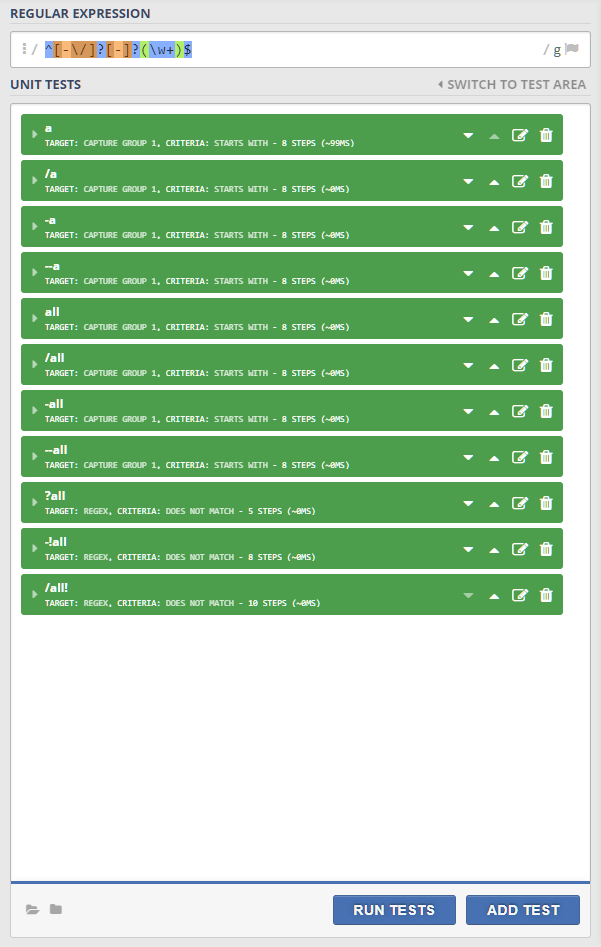 REGULAR EXPRESSION
/ ^[-\/]?[-]?(\w+)$ / g
UNIT TESTS
SWITCH TO TEST AREA
a
TARGET: CAPTURE GROUP 1, CRITERIA: STARTS WITH - 8 STEPS (~99MS)
/a
TARGET: CAPTURE GROUP 1, CRITERIA: STARTS WITH - 8 STEPS (~0MS)
-a
TARGET: CAPTURE GROUP 1, CRITERIA: STARTS WITH - 8 STEPS (~0MS)
--a
TARGET: CAPTURE GROUP 1, CRITERIA: STARTS WITH - 8 STEPS (~0MS)
all
TARGET: CAPTURE GROUP 1, CRITERIA: STARTS WITH - 8 STEPS (~0MS)
/all
TARGET: CAPTURE GROUP 1, CRITERIA: STARTS WITH - 8 STEPS (~0MS)
-all
TARGET: CAPTURE GROUP 1, CRITERIA: STARTS WITH - 8 STEPS (~0MS)
--all
TARGET: CAPTURE GROUP 1, CRITERIA: STARTS WITH - 8 STEPS (~0MS)
?all
TARGET: REGEX, CRITERIA: DOES NOT MATCH - 5 STEPS (~0MS)
-!all
TARGET: REGEX, CRITERIA: DOES NOT MATCH - 8 STEPS (~0MS)
/all!
TARGET: REGEX, CRITERIA: DOES NOT MATCH - 10 STEPS (~0MS)
RUN TESTS
ADD TEST